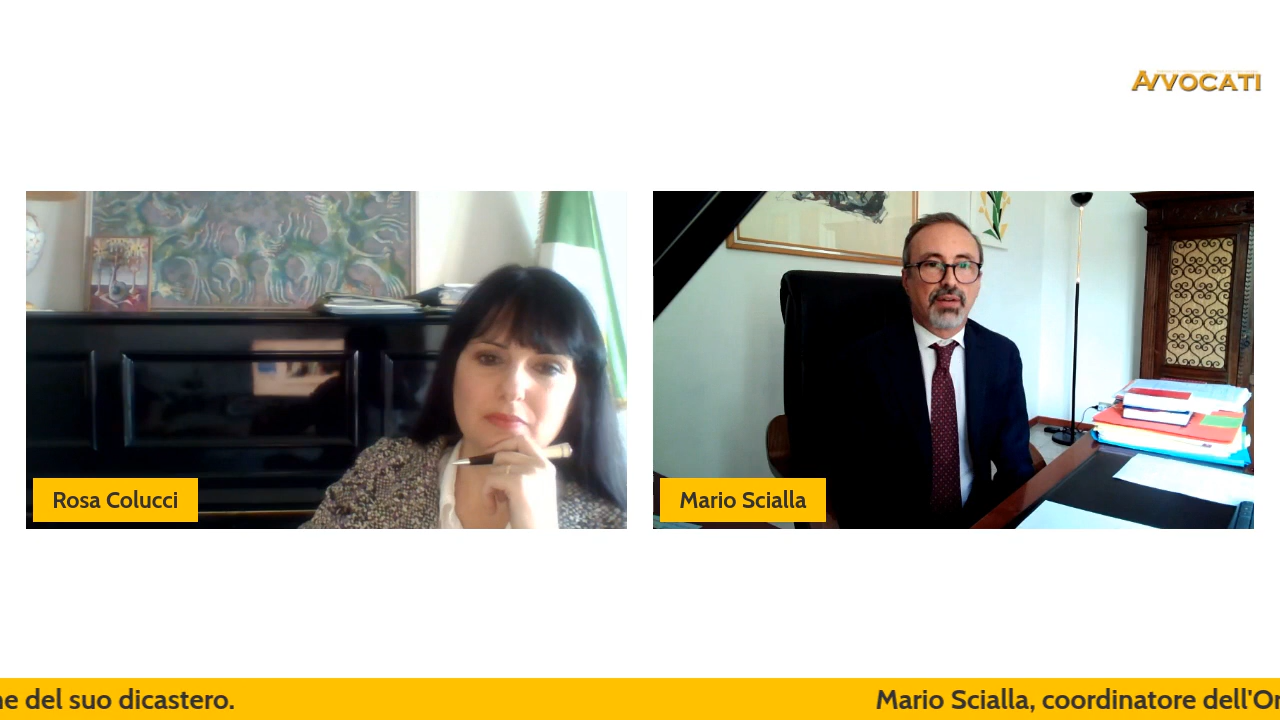 AVVOCATI
Rosa Colucci
Mario Scialla
ne del suo dicastero.
Mario Scialla, coordinatore dell'Or